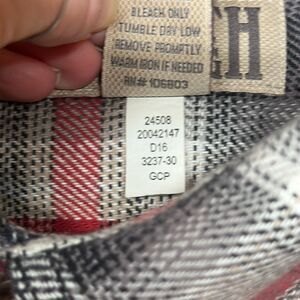 BLEACH ONLY
TUMBLE DRY LOW
REMOVE PROMPTLY
WARM IRON IF NEEDED
RN# 106803
H
24508
20042147
D16
3237-30
GCP